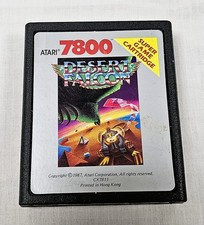 ATARI 7800
SUPER
GAME
CARTRIDGE
DESERT
FALCON
Copyright © 1987, Atari Corporation. All rights reserved.
CX7811
Printed in Hong Kong